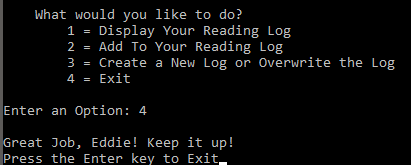 What would you like to do?
1 = Display Your Reading Log
2 = Add To Your Reading Log
3 = Create a New Log or Overwrite the Log
4 = Exit
Enter an Option: 4
Great Job, Eddie! Keep it up!
Press the Enter key to Exit